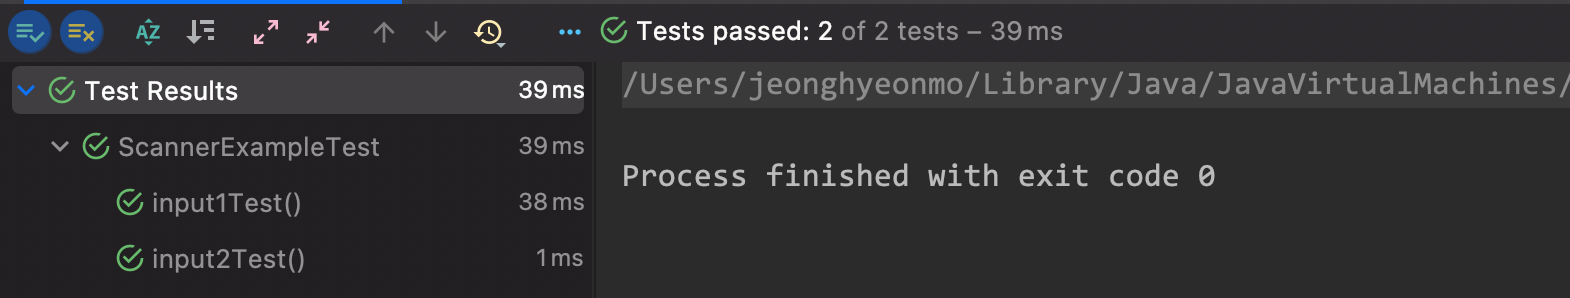 AZ
Tests passed: 2 of 2 tests – 39 ms
Test Results 39 ms
ScannerExampleTest 39 ms
input1Test() 38 ms
input2Test() 1 ms
/Users/jeonghyeonmo/Library/Java/JavaVirtualMachines/
Process finished with exit code 0